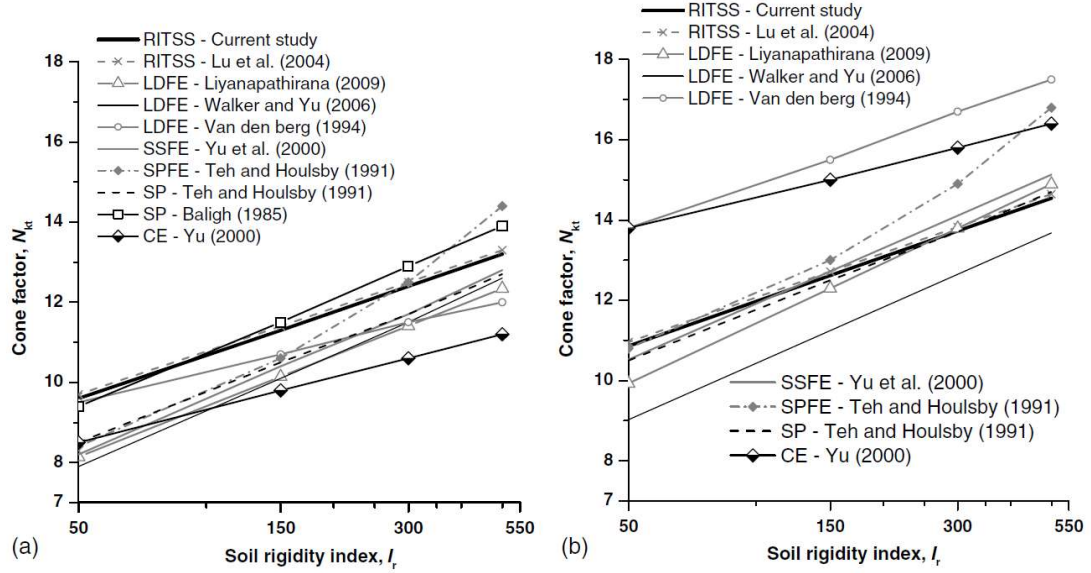 RITSS - Current study
RITSS - Lu et al. (2004)
LDFE - Liyanapathirana (2009)
LDFE - Walker and Yu (2006)
LDFE - Van den berg (1994)
SSFE - Yu et al. (2000)
SPFE - Teh and Houlsby (1991)
SP - Teh and Houlsby (1991)
SP - Baligh (1985)
CE - Yu (2000)
18
16
14
12
10
8
7
Cone factor, Nkt
50
150
300
550
Soil rigidity index, Ir
(a)
RITSS - Current study
RITSS - Lu et al. (2004)
LDFE - Liyanapathirana (2009)
LDFE - Walker and Yu (2006)
LDFE - Van den berg (1994)
18
16
14
12
10
8
7
Cone factor, Nkt
SSFE - Yu et al. (2000)
SPFE - Teh and Houlsby (1991)
SP - Teh and Houlsby (1991)
CE - Yu (2000)
50
150
300
550
Soil rigidity index, Ir
(b)